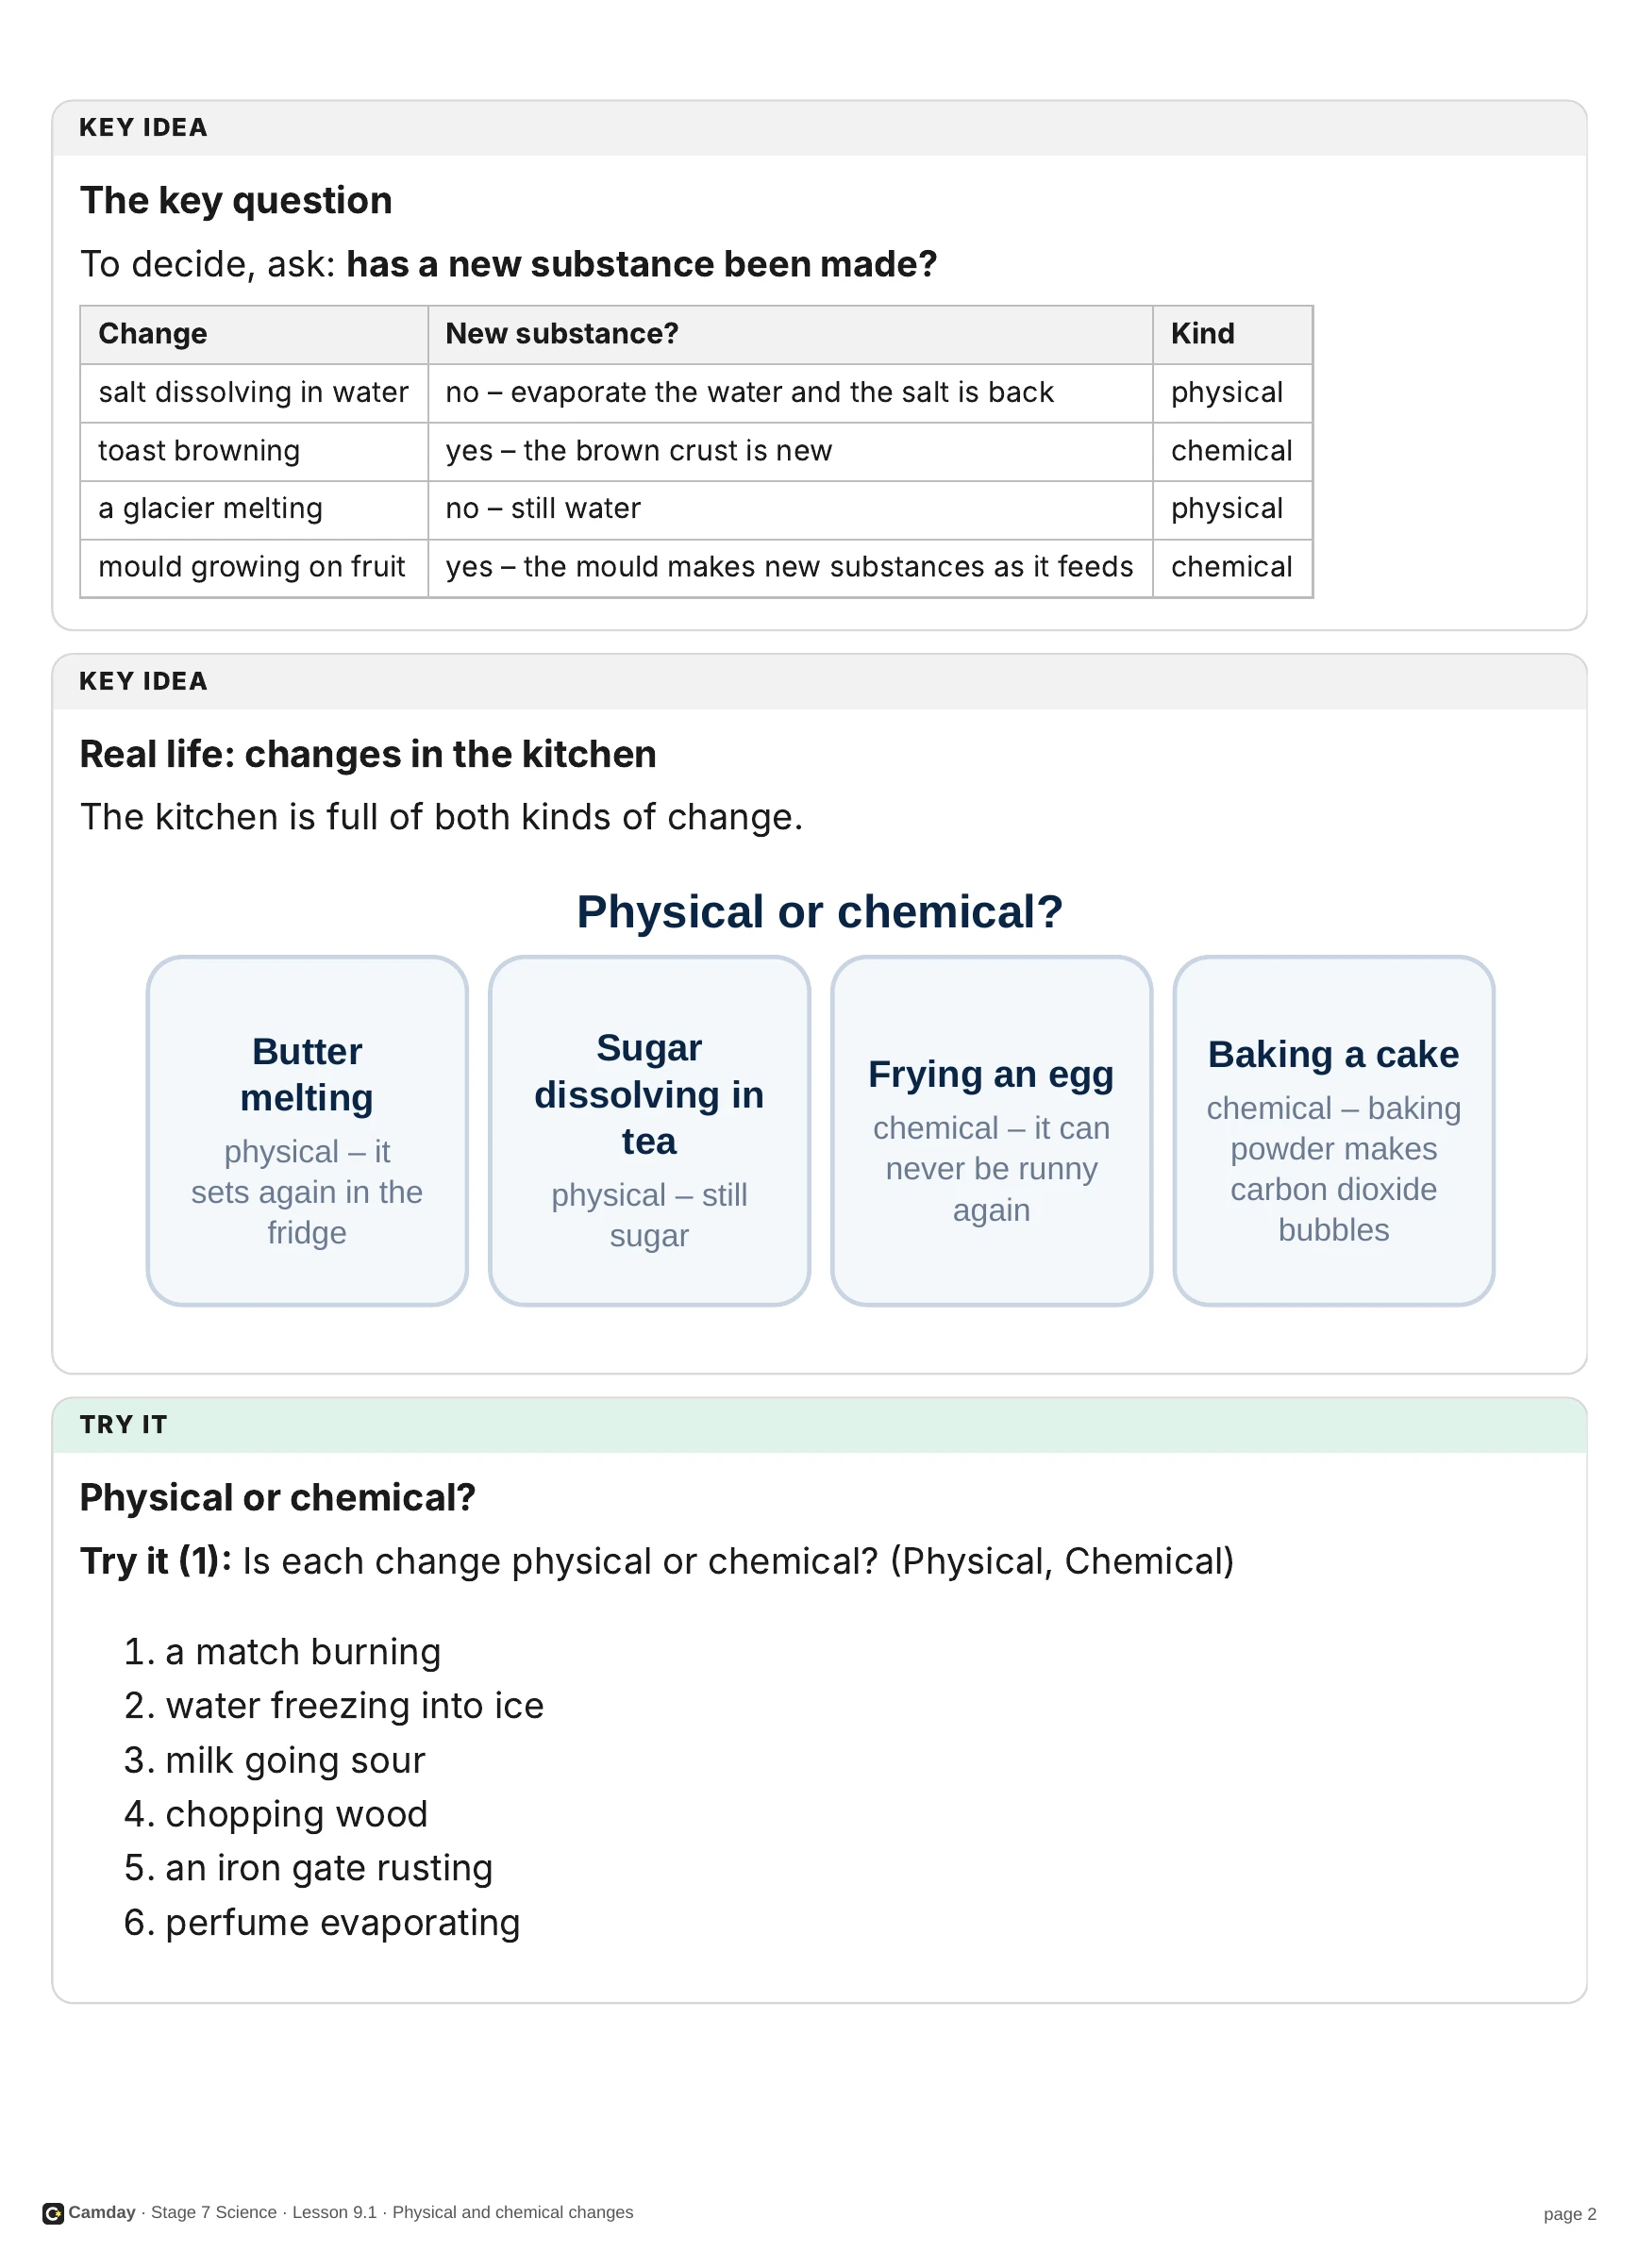 KEY IDEA
The key question
To decide, ask: has a new substance been made?
Change New substance? Kind
salt dissolving in water no – evaporate the water and the salt is back physical
toast browning yes – the brown crust is new chemical
a glacier melting no – still water physical
mould growing on fruit yes – the mould makes new substances as it feeds chemical
KEY IDEA
Real life: changes in the kitchen
The kitchen is full of both kinds of change.
Physical or chemical?
Butter
melting
physical – it
sets again in the
fridge
Sugar
dissolving in
tea
physical – still
sugar
Frying an egg
chemical – it can
never be runny
again
Baking a cake
chemical – baking
powder makes
carbon dioxide
bubbles
TRY IT
Physical or chemical?
Try it (1): Is each change physical or chemical? (Physical, Chemical)
1. a match burning
2. water freezing into ice
3. milk going sour
4. chopping wood
5. an iron gate rusting
6. perfume evaporating
Camday · Stage 7 Science · Lesson 9.1 · Physical and chemical changes
page 2